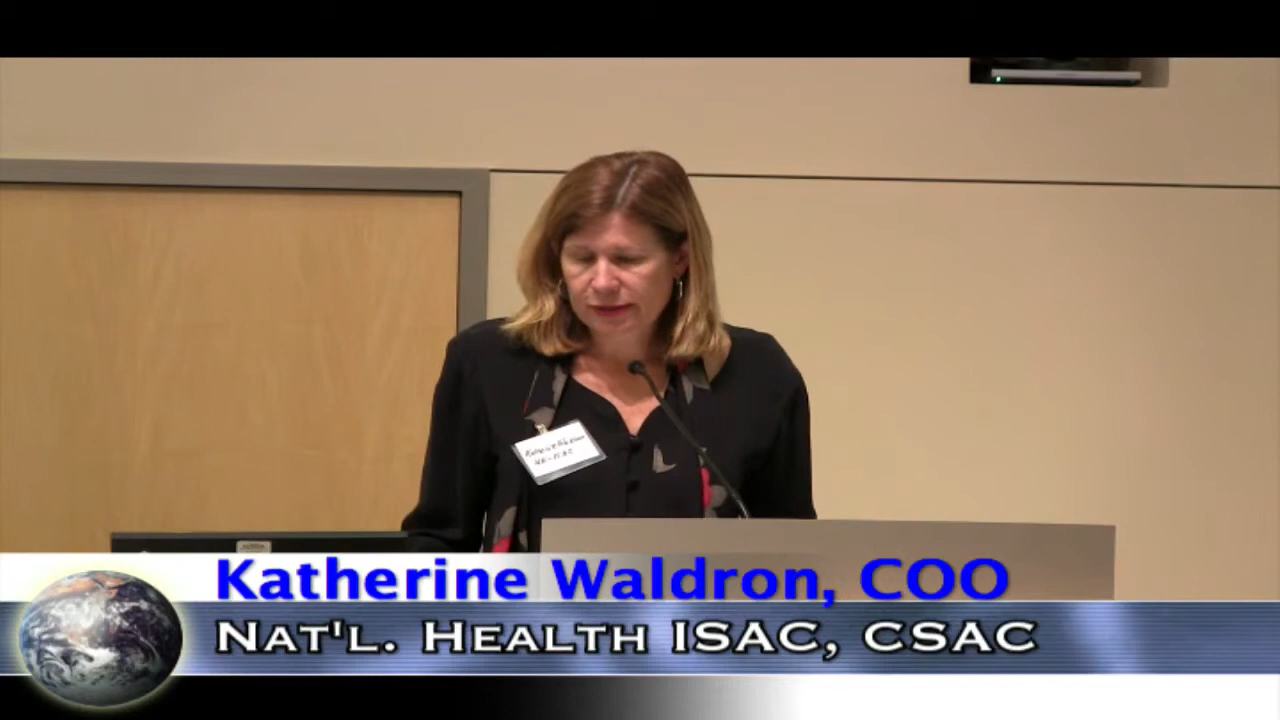 Katherine Waldron, COO
NAT'L. HEALTH ISAC, CSAC